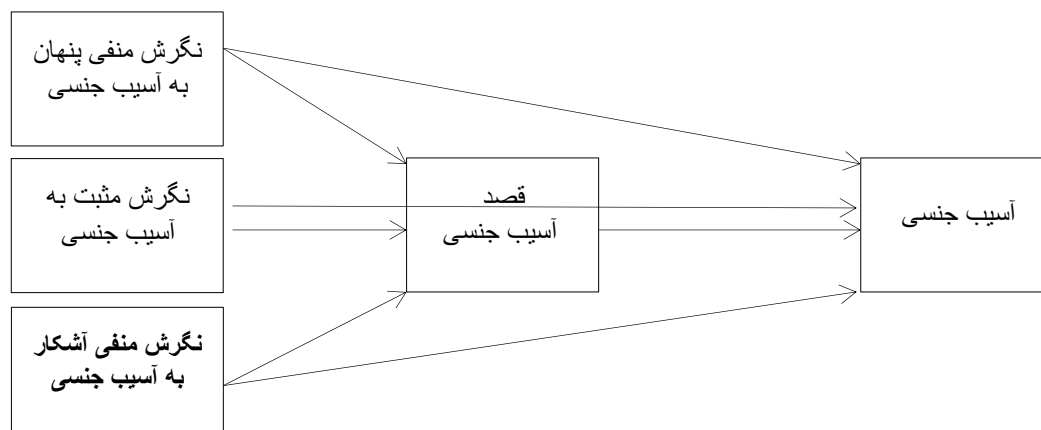 نگرش منفی پنهان
به آسیب جنسی
نگرش مثبت به
آسیب جنسی
نگرش منفی آشکار
به آسیب جنسی
قصد
آسیب جنسی
آسیب جنسی